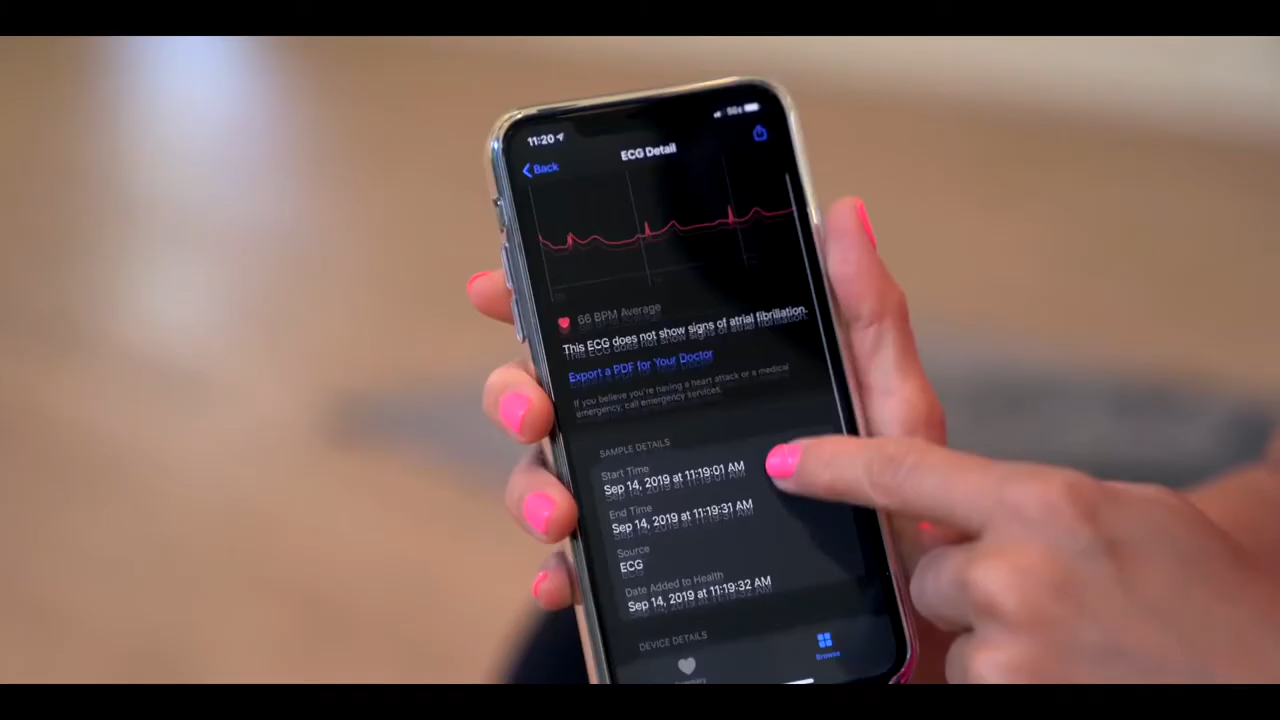 11:20
Back
ECG Detail
66 BPM Average
This ECG does not show signs of atrial fibrillation.
Export a PDF for Your Doctor
If you believe you're having a heart attack or a medical
emergency, call emergency services.
SAMPLE DETAILS
Start Time
Sep 14, 2019 at 11:19:01 AM
End Time
Sep 14, 2019 at 11:19:31 AM
Source
ECG
Date Added to Health
Sep 14, 2019 at 11:19:32 AM
DEVICE DETAILS
Browse